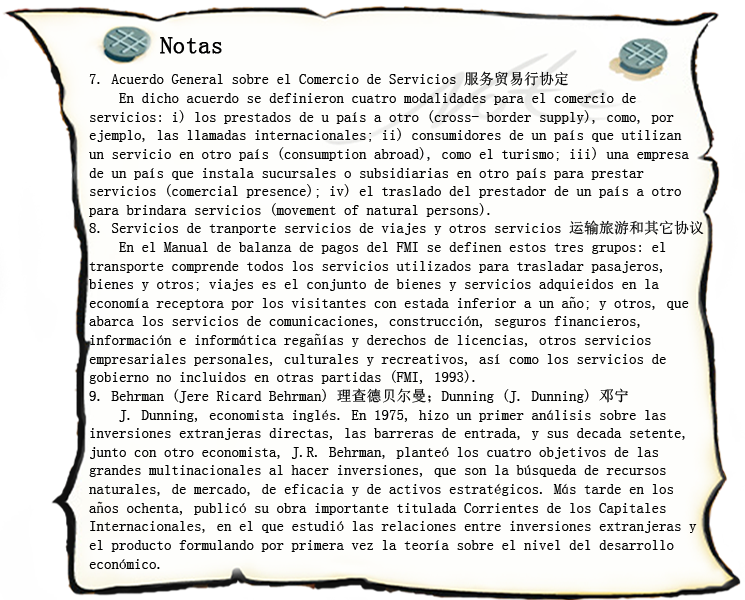 Notas
7. Acuerdo General sobre el Comercio de Servicios 服务贸易行协定
En dicho acuerdo se definieron cuatro modalidades para el comercio de
servicios: i) los prestados de u país a otro (cross- border supply), como, por
ejemplo, las llamadas internacionales; ii) consumidores de un país que utilizan
un servicio en otro país (consumption abroad), como el turismo; iii) una empresa
de un país que instala sucursales o subsidiarias en otro país para prestar
servicios (comercial presence); iv) el traslado del prestador de un país a otro
para brindara servicios (movement of natural persons).
8. Servicios de tranporte servicios de viajes y otros servicios 运输旅游和其它协议
En el Manual de balanza de pagos del FMI se definen estos tres grupos: el
transporte comprende todos los servicios utilizados para trasladar pasajeros,
bienes y otros; viajes es el conjunto de bienes y servicios adquieidos en la
economía receptora por los visitantes con estada inferior a un año; y otros, que
abarca los servicios de comunicaciones, construcción, seguros financieros,
información e informótica regañías y derechos de licencias, otros servicios
empresariales personales, culturales y recreativos, así como los servicios de
gobierno no incluidos en otras partidas (FMI, 1993).
9. Behrman (Jere Ricard Behrman) 理查德贝尔曼; Dunning (J. Dunning) 邓宁
J. Dunning, economista inglés. En 1975, hizo un primer anólisis sobre las
inversiones extranjeras directas, las barreras de entrada, y sus decada setente,
junto con otro economista, J.R. Behrman, planteó los cuatro objetivos de las
grandes multinacionales al hacer inversiones, que son la búsqueda de recursos
naturales, de mercado, de eficacia y de activos estratégicos. Mós tarde en los
años ochenta, publicó su obra importante titulada Corrientes de los Capitales
Internacionales, en el que estudió las relaciones entre inversiones extranjeras y
el producto formulando por primera vez la teoría sobre el nivel del desarrollo
económico.